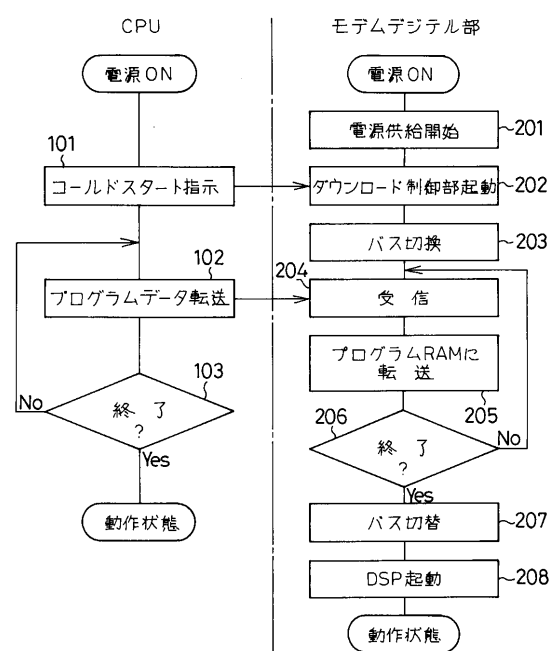 CPU
電源ON
101
コールドスタート指示
102
プログラムデータ転送
103
終了
?
No
Yes
動作状態
モデムデジタル部
電源ON
電源供給開始
201
ダウンロード制御部起動
202
バス切換
203
204
受信
プログラムRAMに
転送
205
206
終了
?
No
Yes
バス切替
207
DSP起動
208
動作状態